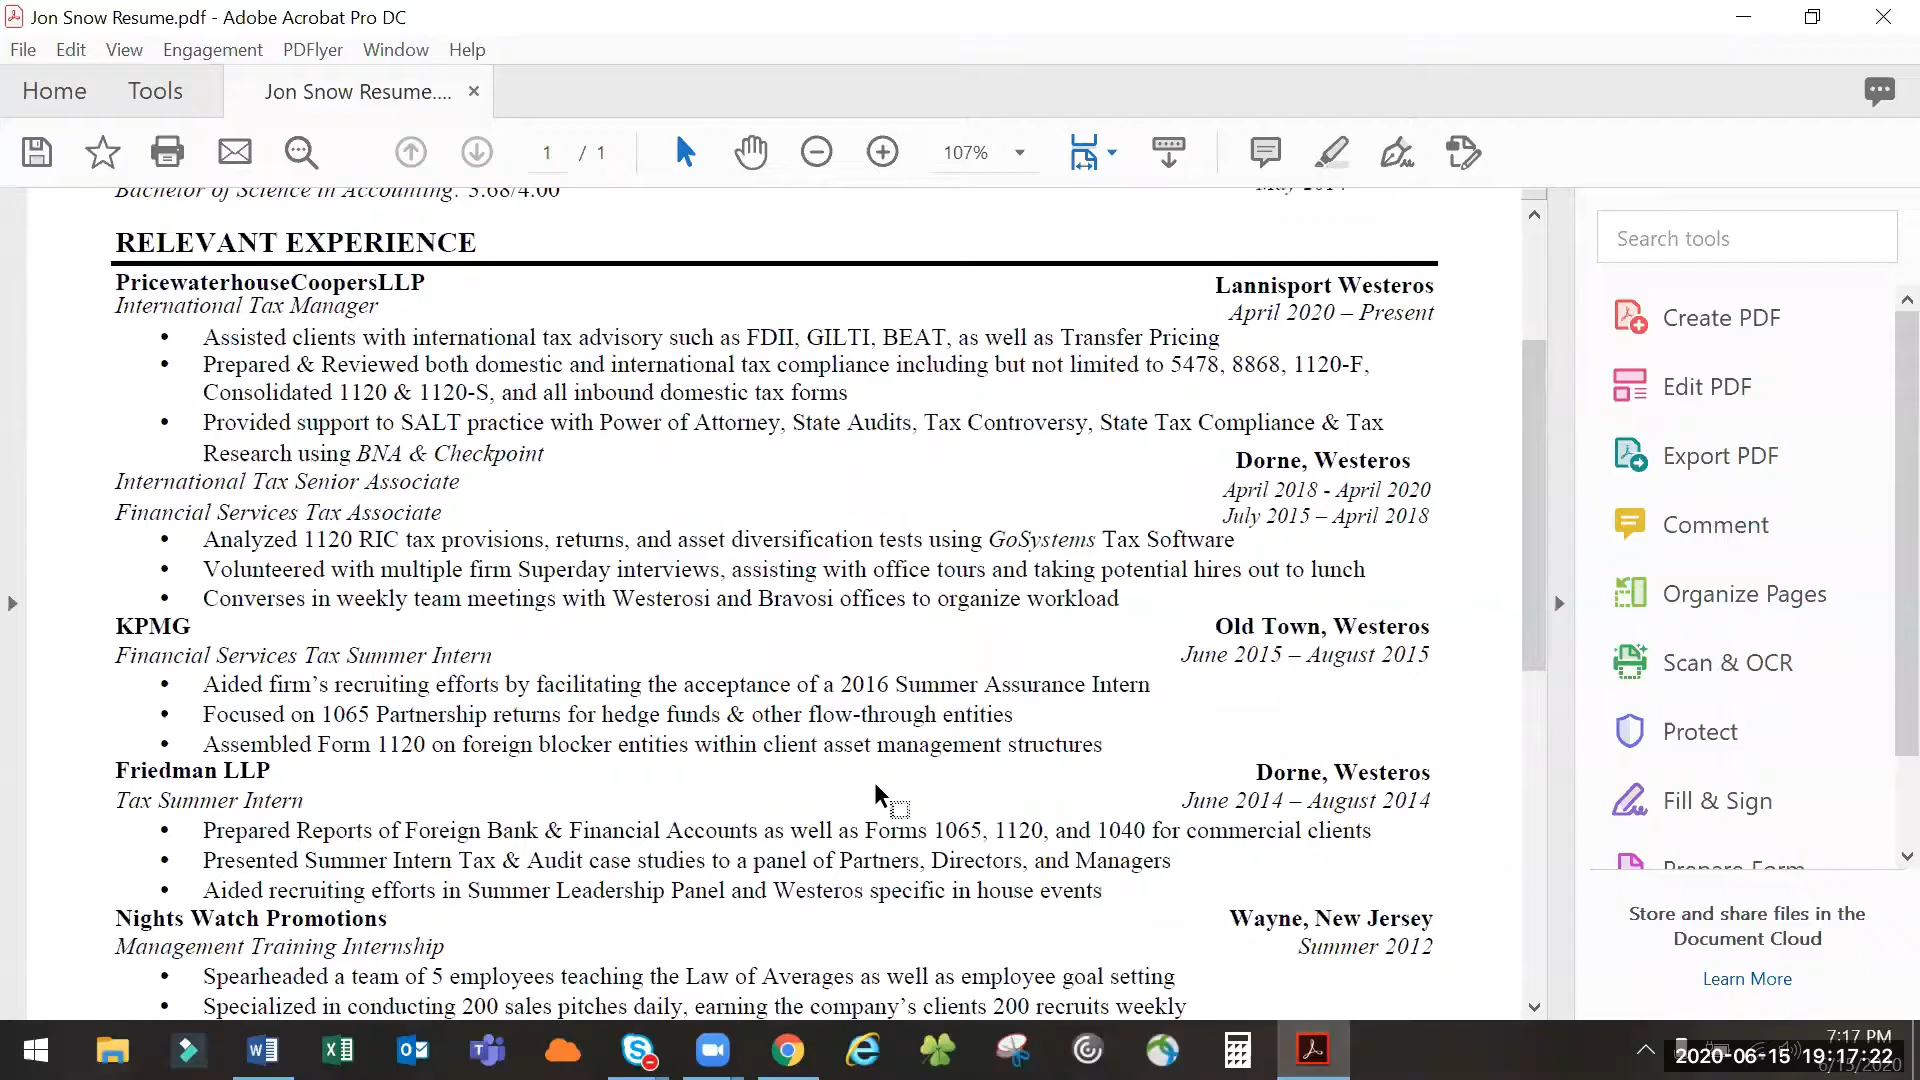 Jon Snow Resume.pdf - Adobe Acrobat Pro DC
File Edit View Engagement PDFlyer Window Help
Home Tools Jon Snow Resume....
1 / 1 107%
Bachelor of Science in Accounting: 3.68/4.00
RELEVANT EXPERIENCE
PricewaterhouseCoopersLLP Lannisport Westeros
International Tax Manager April 2020 – Present
• Assisted clients with international tax advisory such as FDII, GILTI, BEAT, as well as Transfer Pricing
• Prepared & Reviewed both domestic and international tax compliance including but not limited to 5478, 8868, 1120-F,
Consolidated 1120 & 1120-S, and all inbound domestic tax forms
• Provided support to SALT practice with Power of Attorney, State Audits, Tax Controversy, State Tax Compliance & Tax
Research using BNA & Checkpoint
Dorne, Westeros
International Tax Senior Associate April 2018 - April 2020
Financial Services Tax Associate July 2015 – April 2018
• Analyzed 1120 RIC tax provisions, returns, and asset diversification tests using GoSystems Tax Software
• Volunteered with multiple firm Superday interviews, assisting with office tours and taking potential hires out to lunch
• Converses in weekly team meetings with Westerosi and Bravosi offices to organize workload
KPMG Old Town, Westeros
Financial Services Tax Summer Intern June 2015 – August 2015
• Aided firm’s recruiting efforts by facilitating the acceptance of a 2016 Summer Assurance Intern
• Focused on 1065 Partnership returns for hedge funds & other flow-through entities
• Assembled Form 1120 on foreign blocker entities within client asset management structures
Friedman LLP Dorne, Westeros
Tax Summer Intern June 2014 – August 2014
• Prepared Reports of Foreign Bank & Financial Accounts as well as Forms 1065, 1120, and 1040 for commercial clients
• Presented Summer Intern Tax & Audit case studies to a panel of Partners, Directors, and Managers
• Aided recruiting efforts in Summer Leadership Panel and Westeros specific in house events
Nights Watch Promotions Wayne, New Jersey
Management Training Internship Summer 2012
• Spearheaded a team of 5 employees teaching the Law of Averages as well as employee goal setting
• Specialized in conducting 200 sales pitches daily, earning the company’s clients 200 recruits weekly
Search tools
Create PDF
Edit PDF
Export PDF
Comment
Organize Pages
Scan & OCR
Protect
Fill & Sign
Prepare Form
Store and share files in the
Document Cloud
Learn More
7:17 PM
2020-06-15 19:17:22
6/15/2020